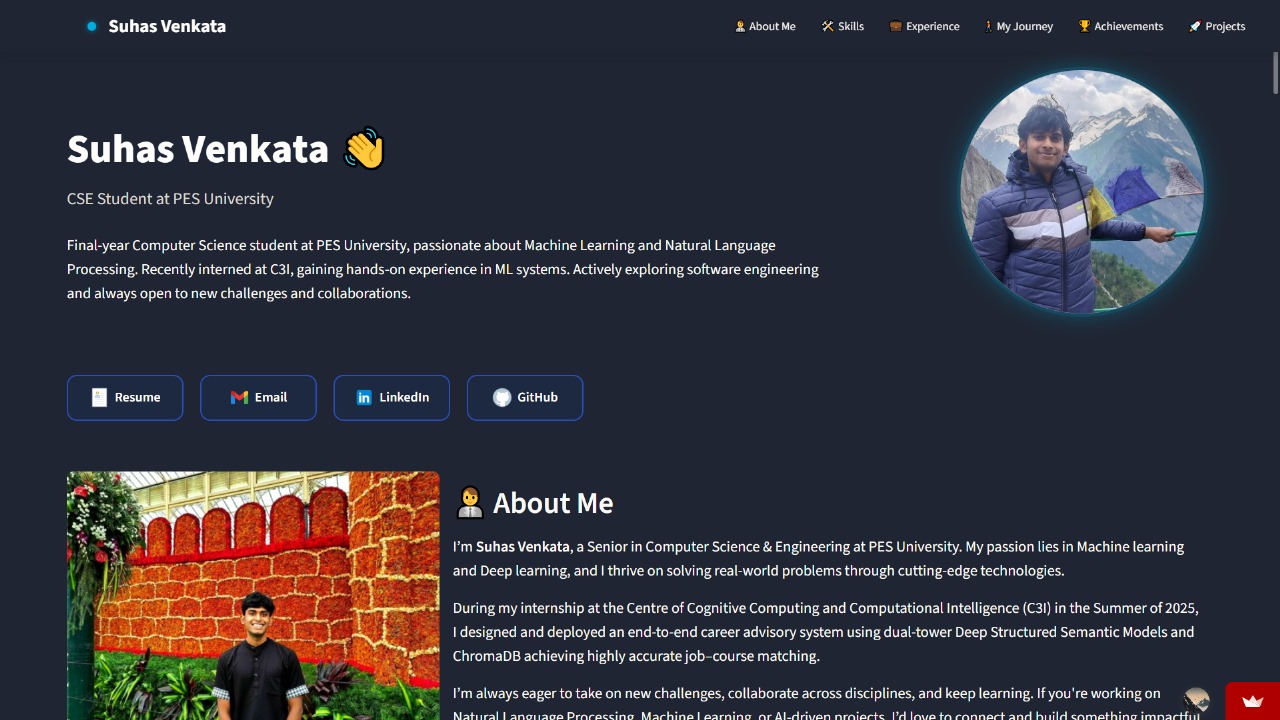 Suhas Venkata
About Me
Skills
Experience
My Journey
Achievements
Projects
Suhas Venkata
CSE Student at PES University
Final-year Computer Science student at PES University, passionate about Machine Learning and Natural Language
Processing. Recently interned at C3I, gaining hands-on experience in ML systems. Actively exploring software engineering
and always open to new challenges and collaborations.
Resume
Email
LinkedIn
GitHub
About Me
I’m Suhas Venkata, a Senior in Computer Science & Engineering at PES University. My passion lies in Machine learning
and Deep learning, and I thrive on solving real-world problems through cutting-edge technologies.
During my internship at the Centre of Cognitive Computing and Computational Intelligence (C3I) in the Summer of 2025,
I designed and deployed an end-to-end career advisory system using dual-tower Deep Structured Semantic Models and
ChromaDB achieving highly accurate job–course matching.
I’m always eager to take on new challenges, collaborate across disciplines, and keep learning. If you're working on
Natural Language Processing, Machine Learning, or AI-driven projects, I’d love to connect and build something impactful